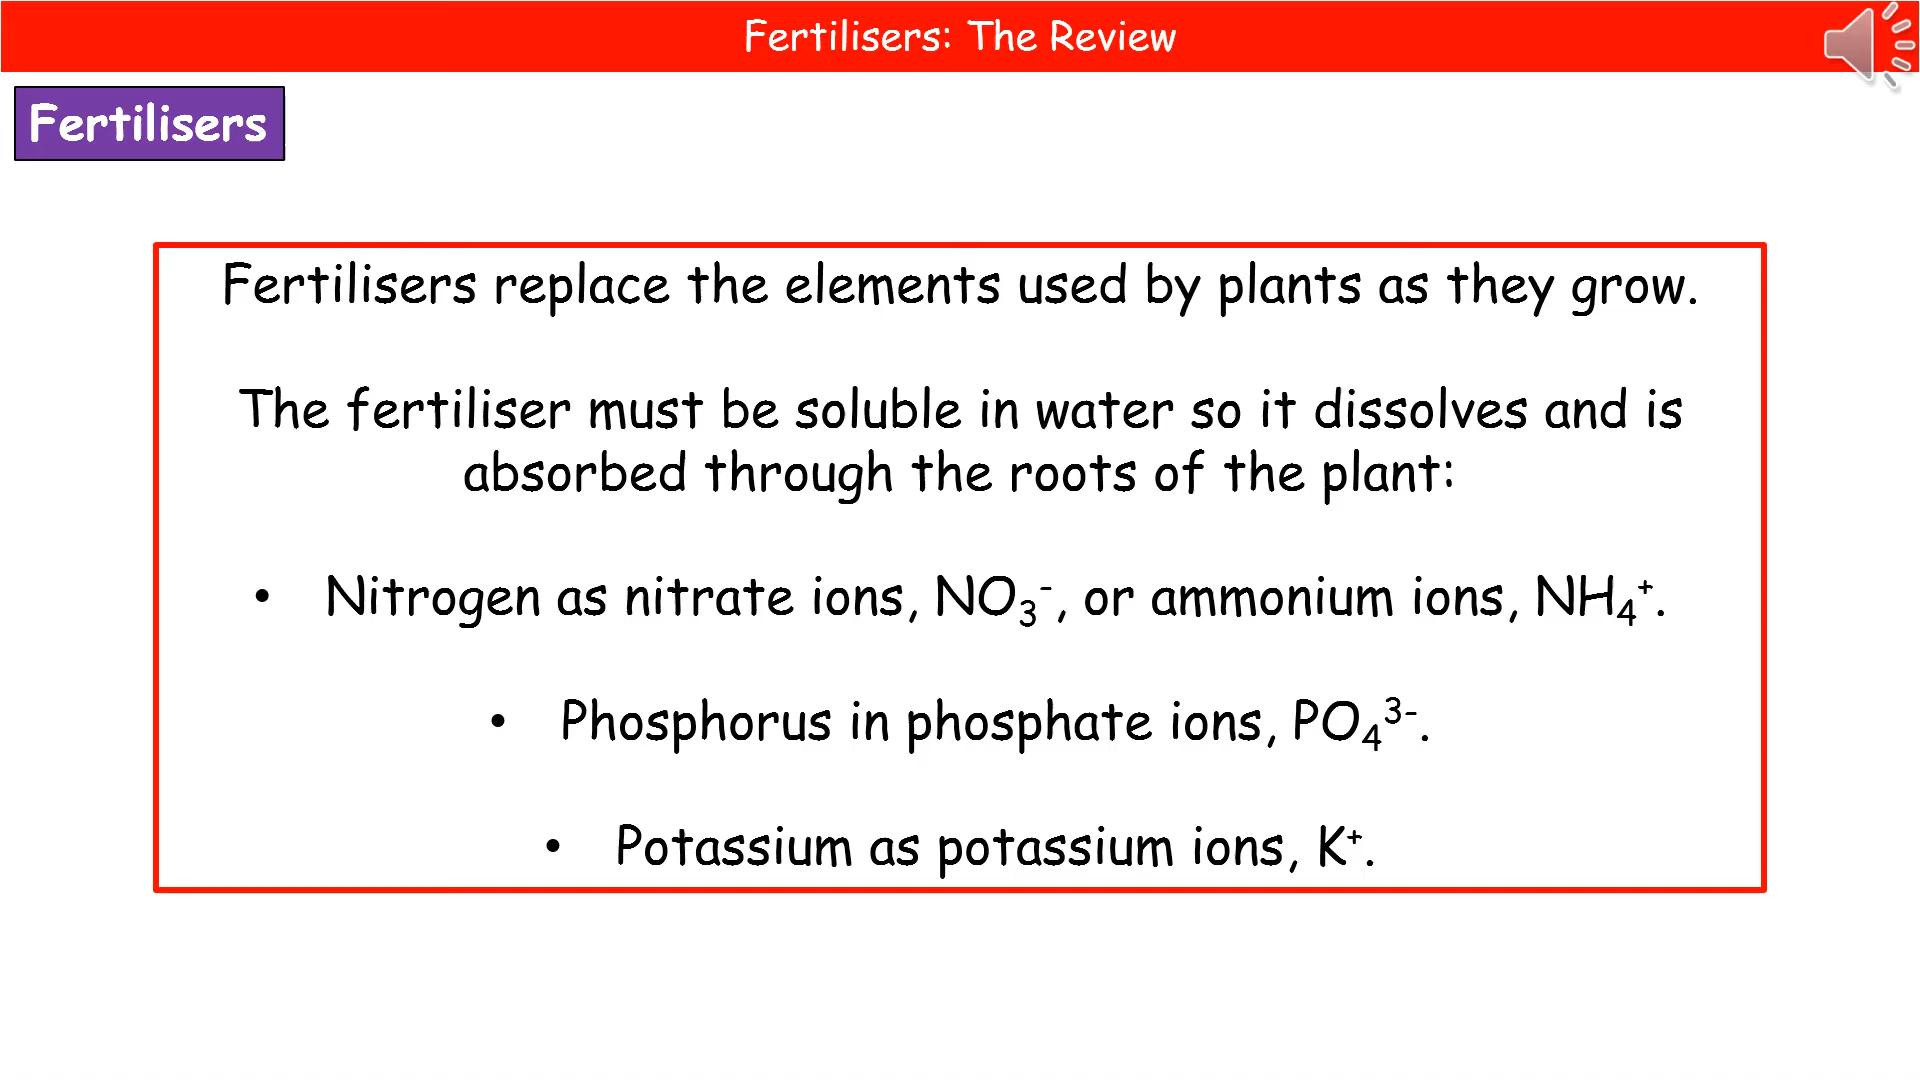 Fertilisers: The Review
Fertilisers
Fertilisers replace the elements used by plants as they grow.
The fertiliser must be soluble in water so it dissolves and is
absorbed through the roots of the plant:
• Nitrogen as nitrate ions, NO₃⁻, or ammonium ions, NH₄⁺.
• Phosphorus in phosphate ions, PO₄³⁻.
• Potassium as potassium ions, K⁺.